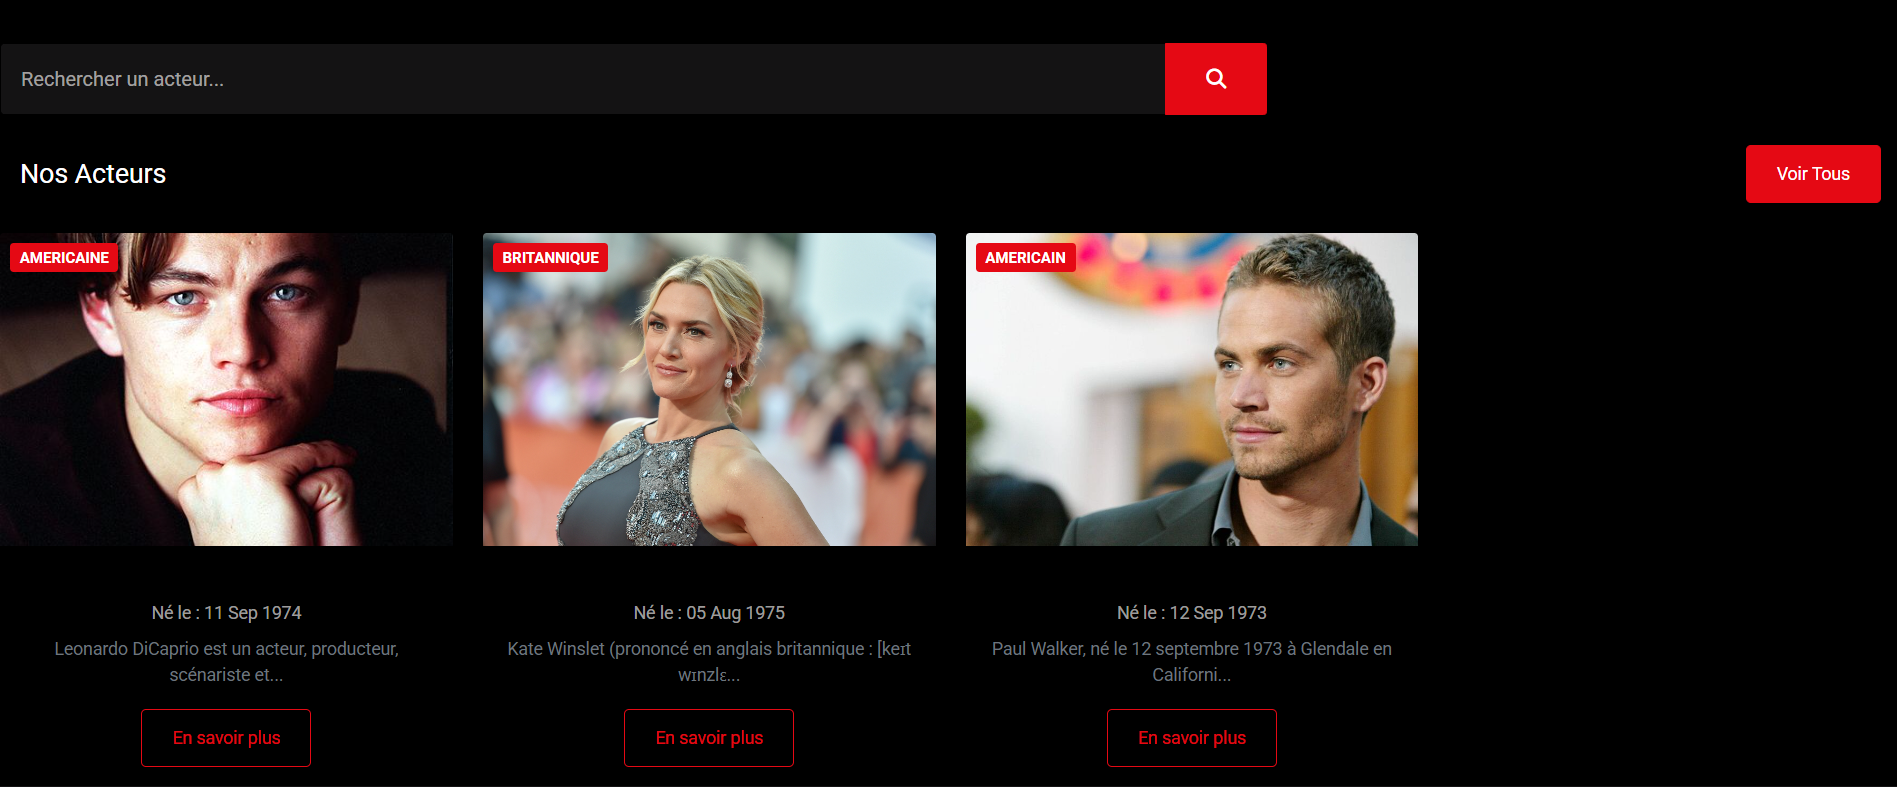 Rechercher un acteur...
Nos Acteurs
Voir Tous
AMERICAINE
BRITANNIQUE
AMERICAIN
Né le : 11 Sep 1974
Leonardo DiCaprio est un acteur, producteur,
scénariste et...
En savoir plus
Né le : 05 Aug 1975
Kate Winslet (prononcé en anglais britannique : [keɪt
wɪnzlɛ...
En savoir plus
Né le : 12 Sep 1973
Paul Walker, né le 12 septembre 1973 à Glendale en
Californi...
En savoir plus